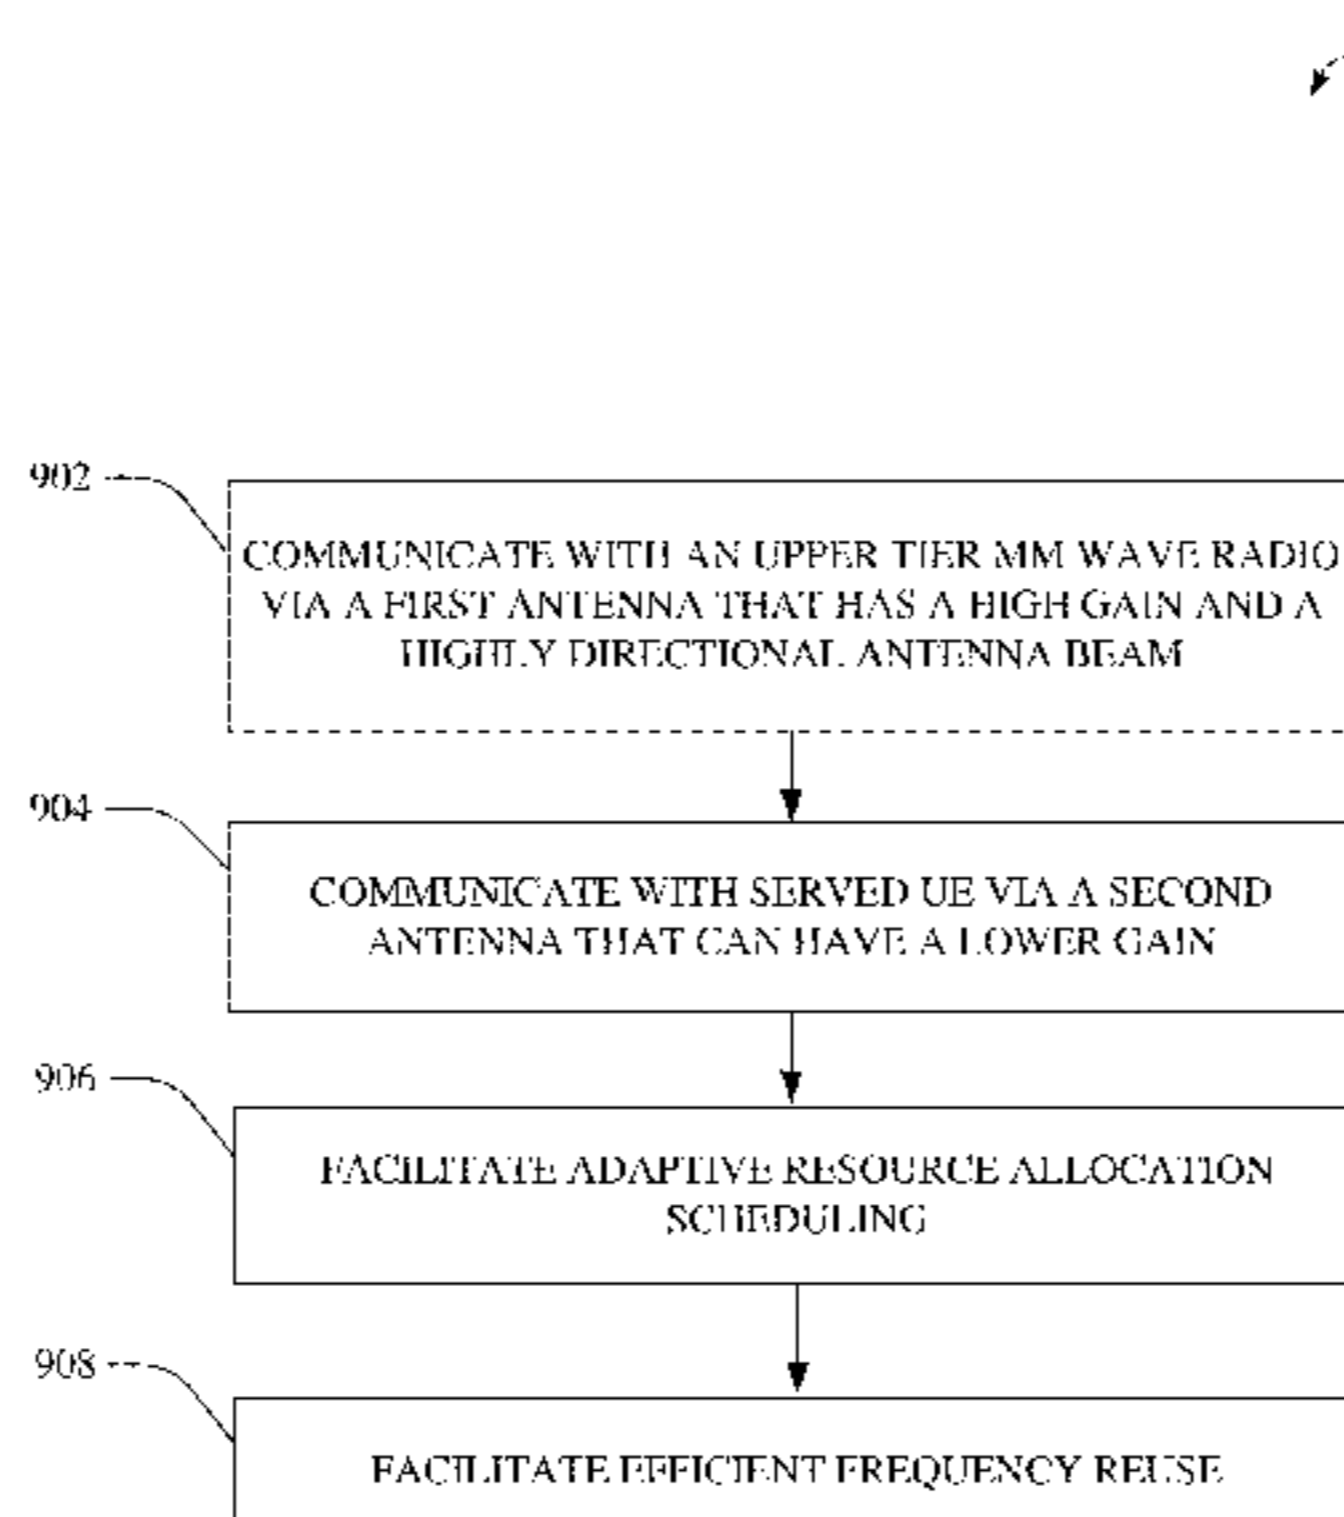 902
COMMUNICATE WITH AN UPPER TIER MM WAVE RADIO
VIA A FIRST ANTENNA THAT HAS A HIGH GAIN AND A
HIGHLY DIRECTIONAL ANTENNA BEAM
904
COMMUNICATE WITH SERVED UE VIA A SECOND
ANTENNA THAT CAN HAVE A LOWER GAIN
906
FACILITATE ADAPTIVE RESOURCE ALLOCATION
SCHEDULING
908
FACILITATE EFFICIENT FREQUENCY REUSE